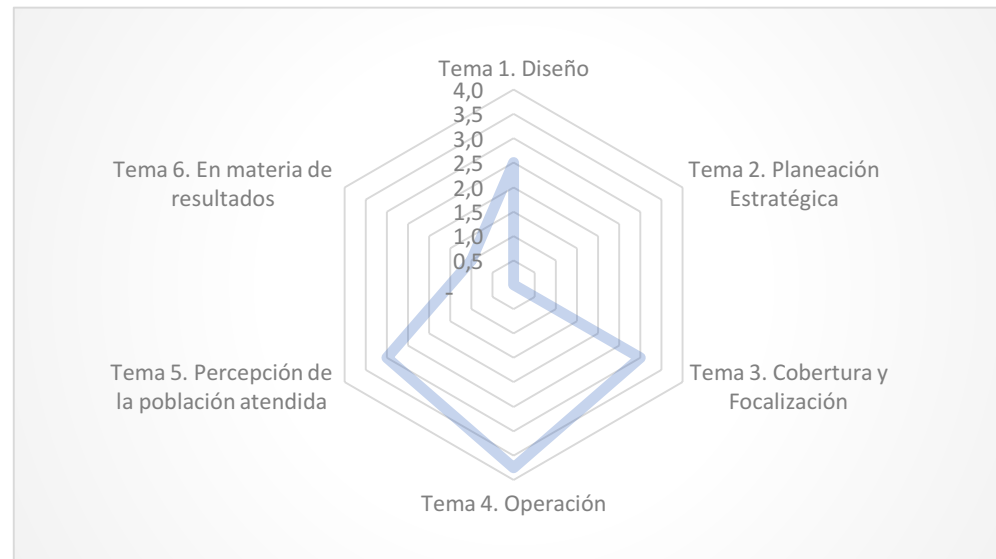 Tema 1. Diseño
4,0
3,5
3,0
2,5
2,0
1,5
1,0
0,5
-
Tema 2. Planeación
Estratégica
Tema 3. Cobertura y
Focalización
Tema 4. Operación
Tema 5. Percepción de
la población atendida
Tema 6. En materia de
resultados